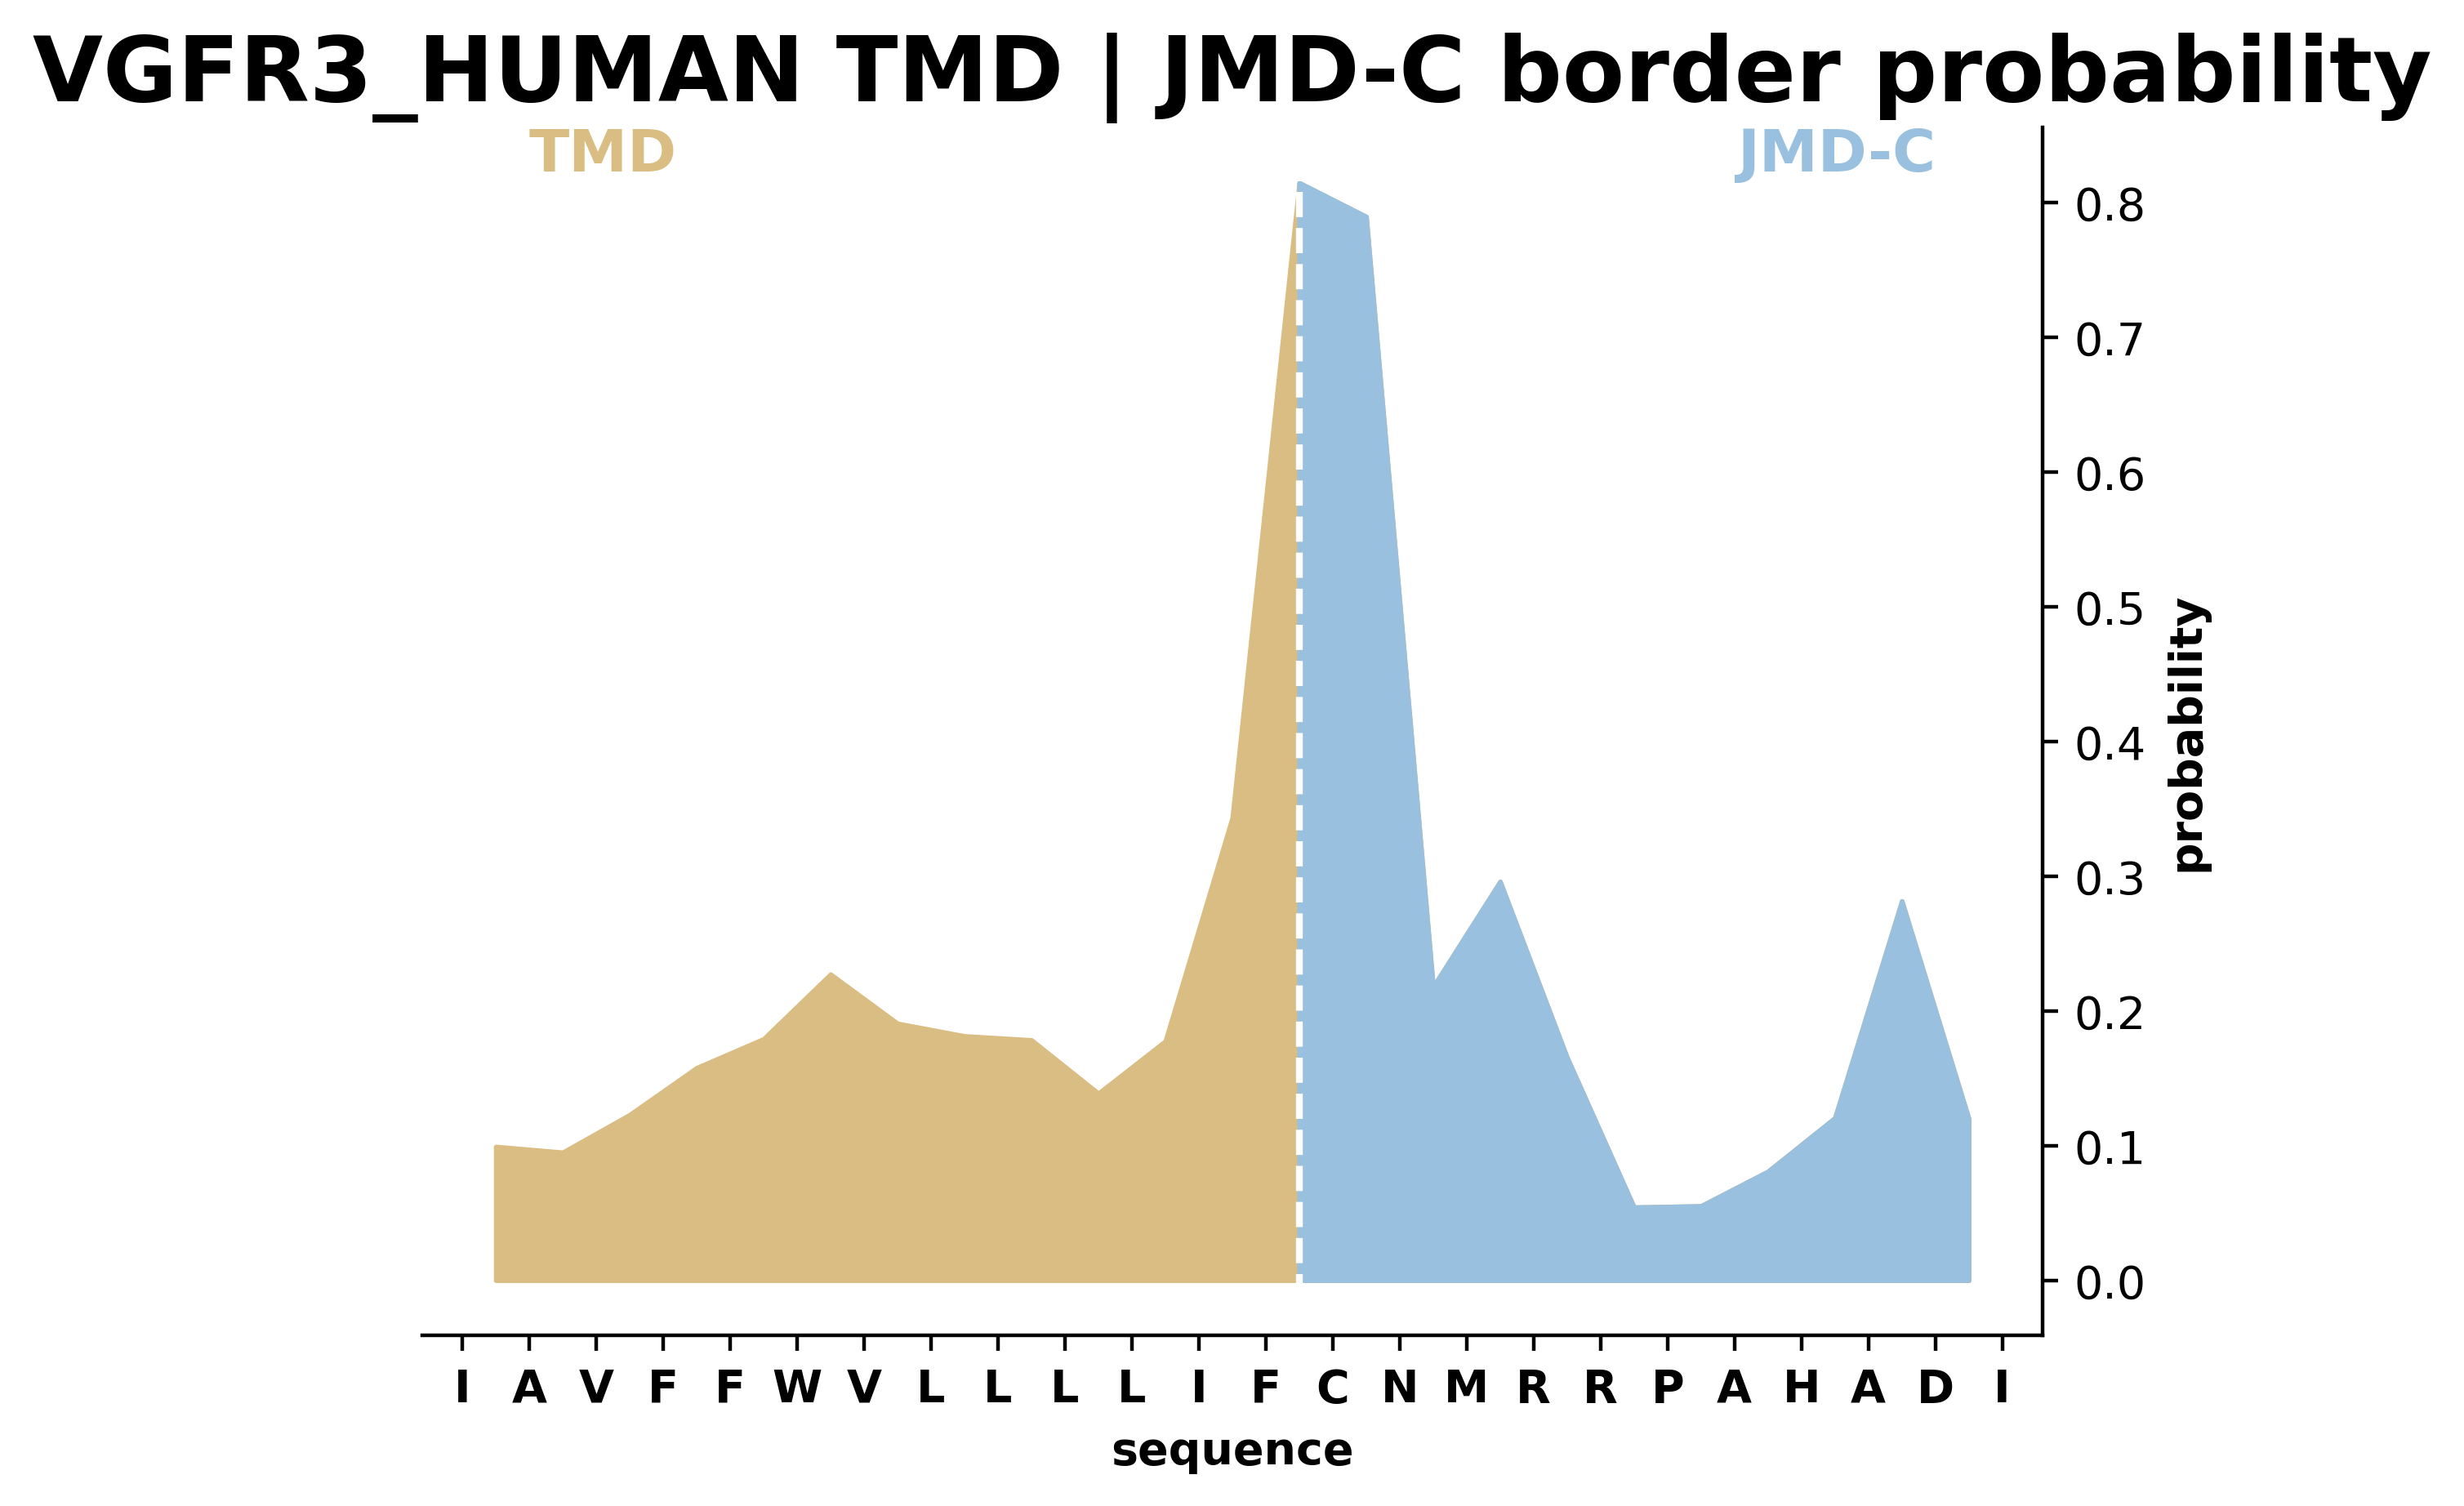 VGFR3_HUMAN TMD | JMD-C border probability
TMD
JMD-C
0.8
0.7
0.6
0.5
0.4
0.3
0.2
0.1
0.0
probability
I A V F F W V L L L L I F C N M R R P A H A D I
sequence